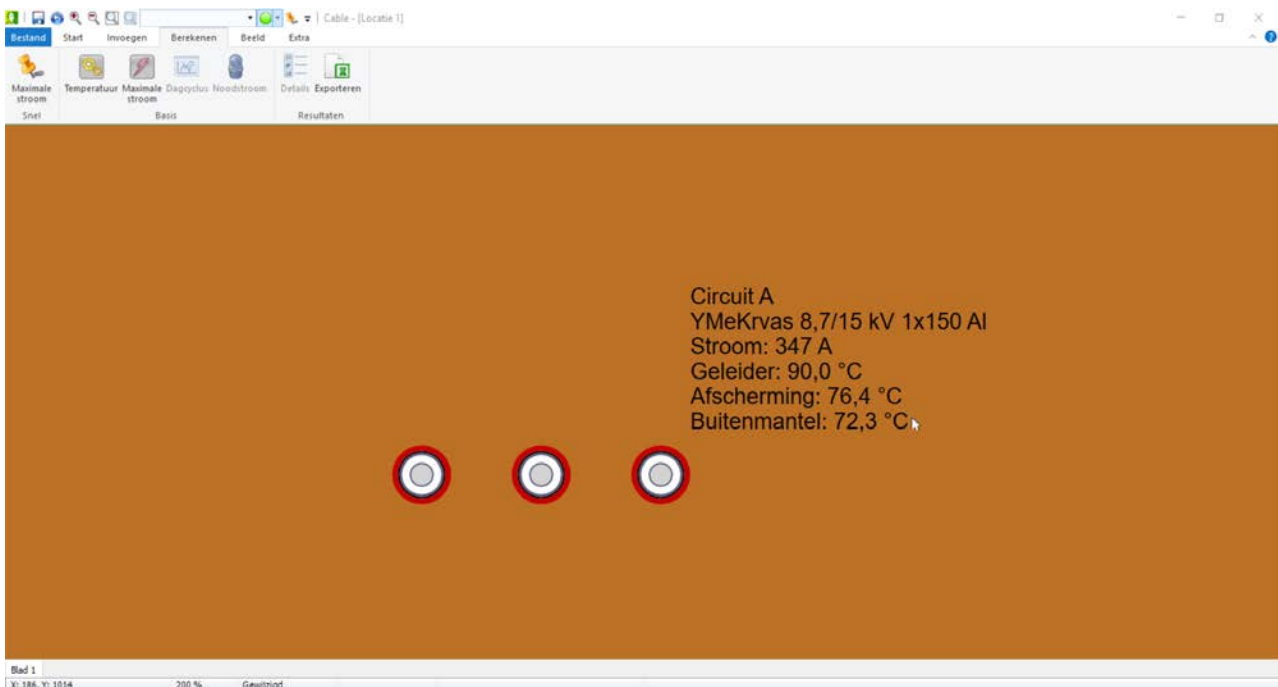 Cable - [Locatie 1]
Bestand Start Invoegen Berekenen Beeld Extra
Maximale stroom Temperatuur Maximale stroom Dagcyclus Noodstroom Details Exporteren
Snel Basis Resultaten
Circuit A
YMeKrvas 8,7/15 kV 1x150 Al
Stroom: 347 A
Geleider: 90,0 °C
Afscherming: 76,4 °C
Buitenmantel: 72,3 °C
Blad 1
X: 186, Y: 1014 200 % Gewijzigd